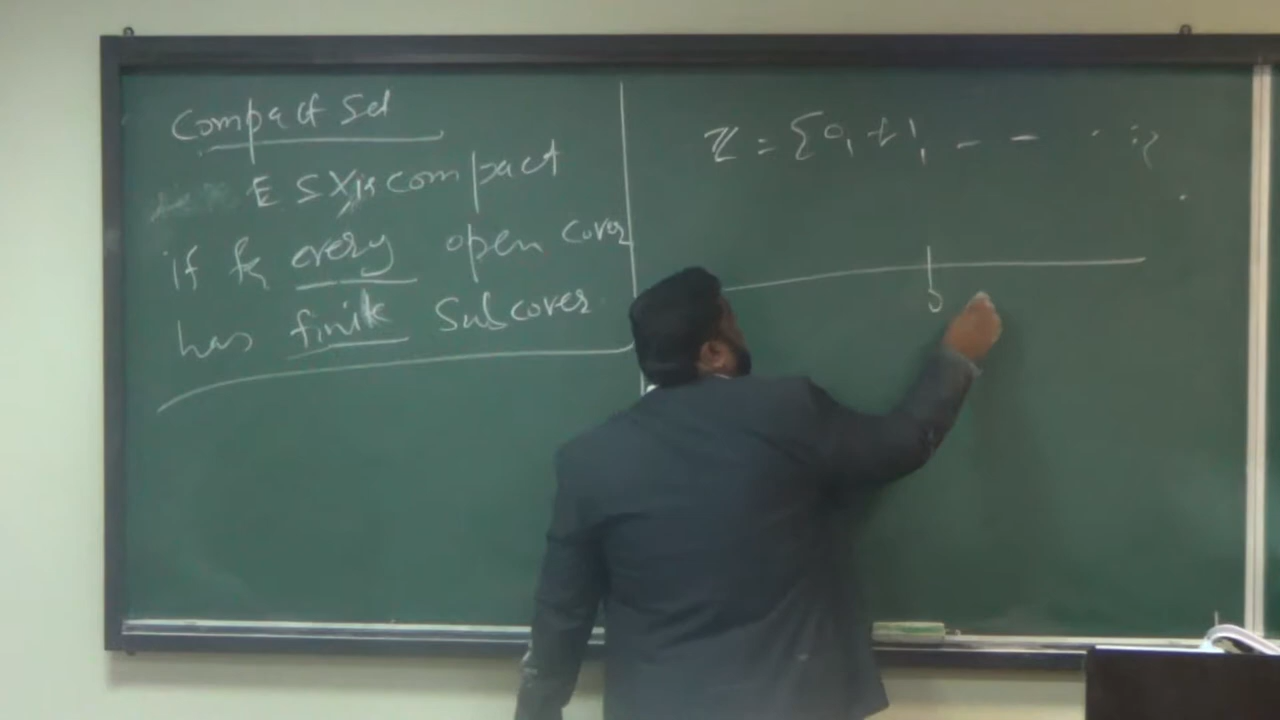 Compact Set
E ⊆ X is compact
if every open cover
has finite subcover
ℤ = {0, ±1, - - . . }
0